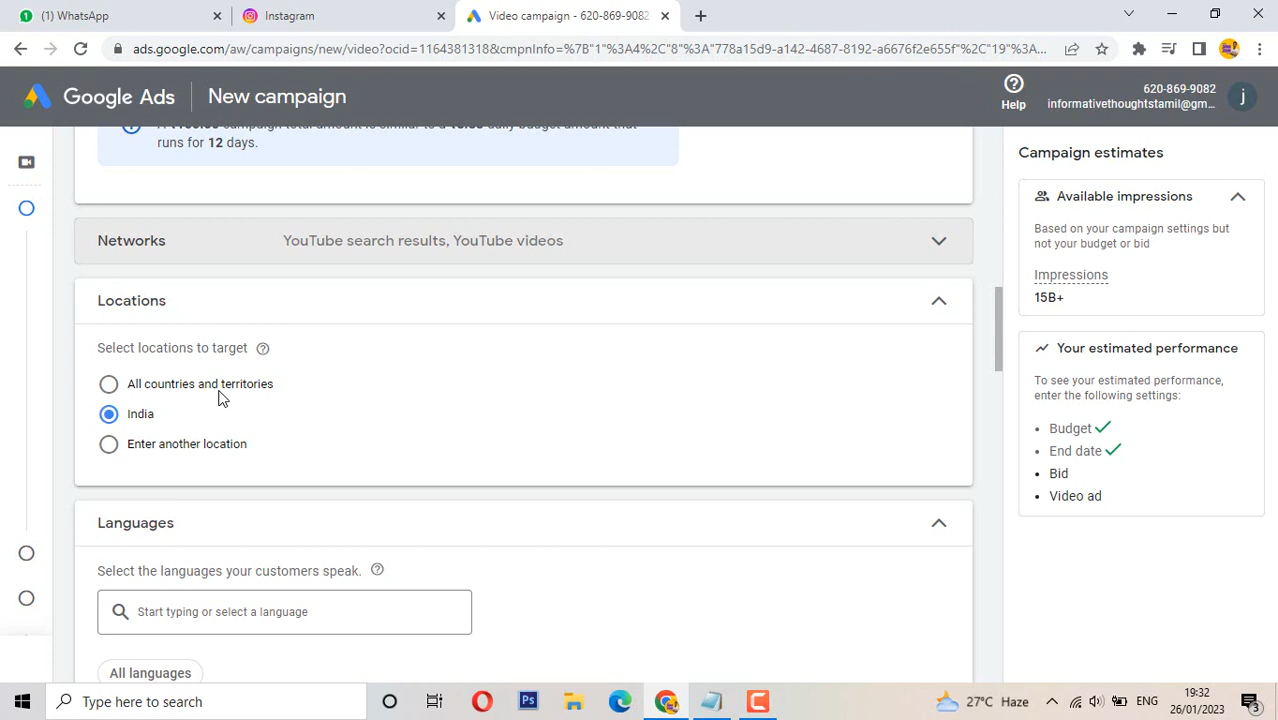 (1) WhatsApp
Instagram
Video campaign - 620-869-9082
ads.google.com/aw/campaigns/new/video?ocid=1164381318&cmpnInfo=%7B"1"%3A4%2C"8"%3A"778a15d9-a142-4687-8192-a6676f2e655f"%2C"19"%3A...
Google Ads
New campaign
Help
620-869-9082
informativethoughtstamil@gm...
j
campaign total amount is similar to a
daily budget amount that
runs for 12 days.
Networks
YouTube search results, YouTube videos
Locations
Select locations to target
All countries and territories
India
Enter another location
Languages
Select the languages your customers speak.
Start typing or select a language
All languages
Campaign estimates
Available impressions
Based on your campaign settings but
not your budget or bid
Impressions
15B+
Your estimated performance
To see your estimated performance,
enter the following settings:
• Budget
• End date
• Bid
• Video ad
Type here to search
Ps
27°C Haze
ENG
19:32
26/01/2023
3